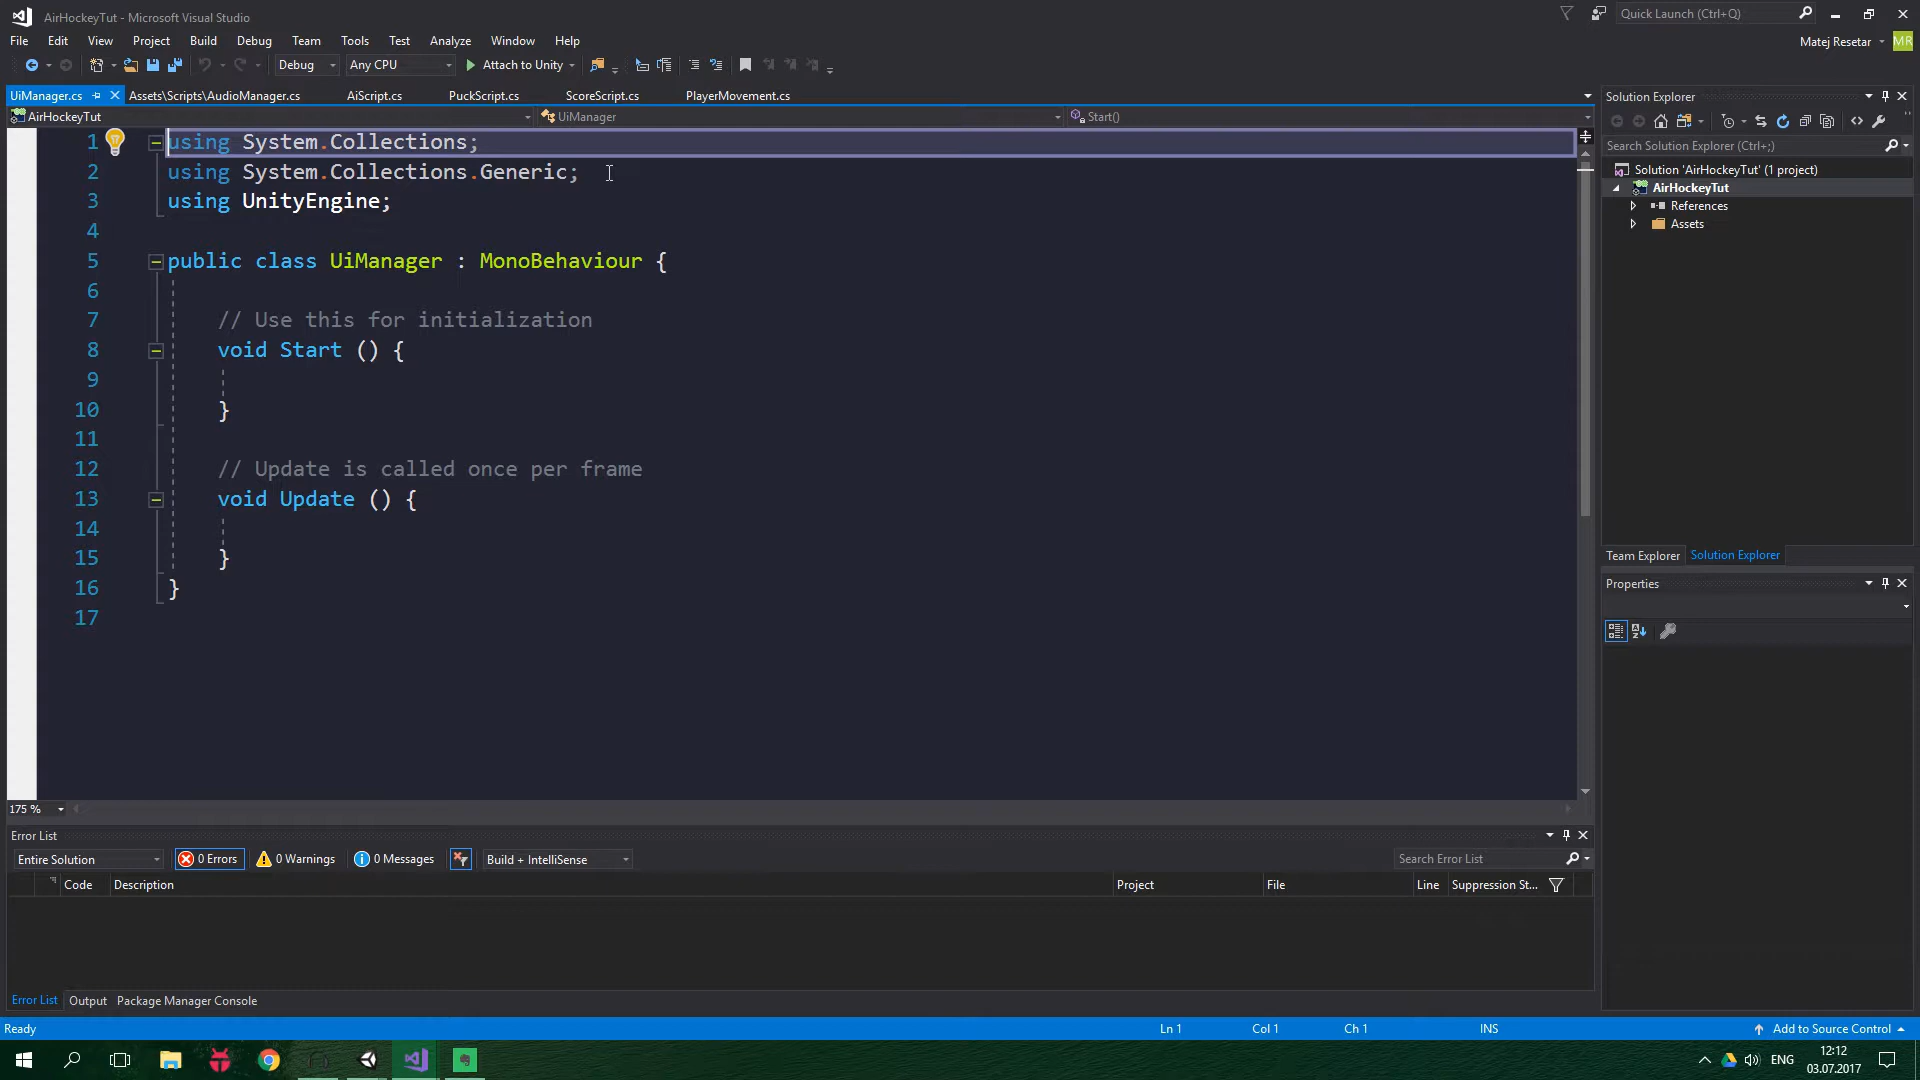 AirHockeyTut - Microsoft Visual Studio
Quick Launch (Ctrl+Q)
File Edit View Project Build Debug Team Tools Test Analyze Window Help
Matej Resetar MR
Debug Any CPU Attach to Unity
UiManager.cs Assets\Scripts\AudioManager.cs AiScript.cs PuckScript.cs ScoreScript.cs PlayerMovement.cs
AirHockeyTut UiManager Start()
1 using System.Collections;
2 using System.Collections.Generic;
3 using UnityEngine;
4
5 public class UiManager : MonoBehaviour {
6
7 // Use this for initialization
8 void Start () {
9
10 }
11
12 // Update is called once per frame
13 void Update () {
14
15 }
16 }
17
175 %
Solution Explorer
Search Solution Explorer (Ctrl+;)
Solution 'AirHockeyTut' (1 project)
AirHockeyTut
References
Assets
Team Explorer Solution Explorer
Properties
Error List
Entire Solution 0 Errors 0 Warnings 0 Messages Build + IntelliSense Search Error List
Code Description Project File Line Suppression St...
Error List Output Package Manager Console
Ready Ln 1 Col 1 Ch 1 INS Add to Source Control
ENG 12:12
03.07.2017